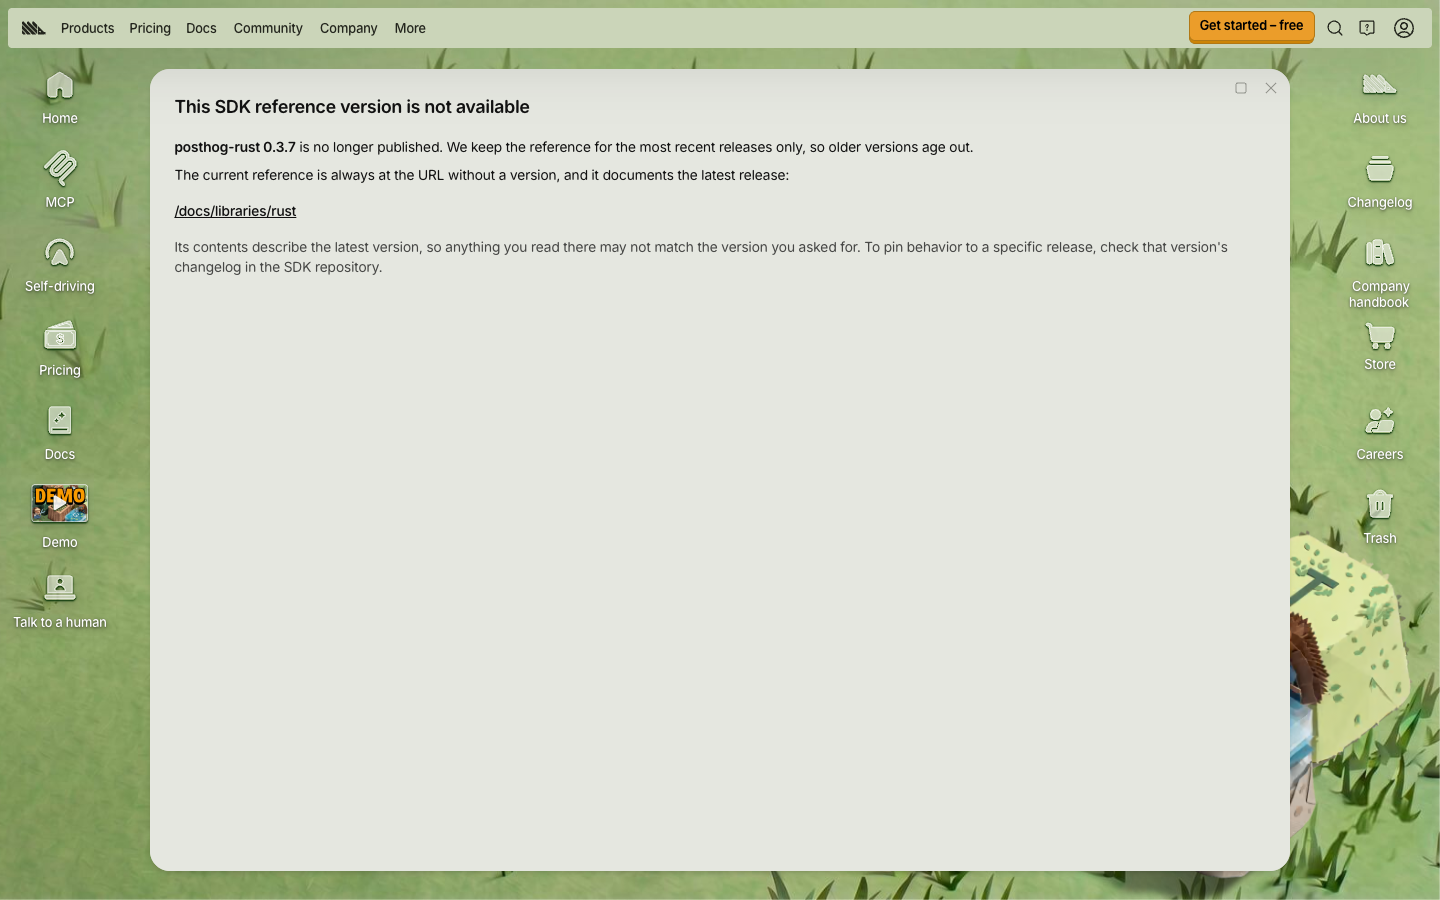 Products Pricing Docs Community Company More Get started – free
Home
MCP
Self-driving
Pricing
Docs
DEMO
Demo
Talk to a human
This SDK reference version is not available
posthog-rust 0.3.7 is no longer published. We keep the reference for the most recent releases only, so older versions age out.
The current reference is always at the URL without a version, and it documents the latest release:
/docs/libraries/rust
Its contents describe the latest version, so anything you read there may not match the version you asked for. To pin behavior to a specific release, check that version's
changelog in the SDK repository.
About us
Changelog
Company
handbook
Store
Careers
Trash